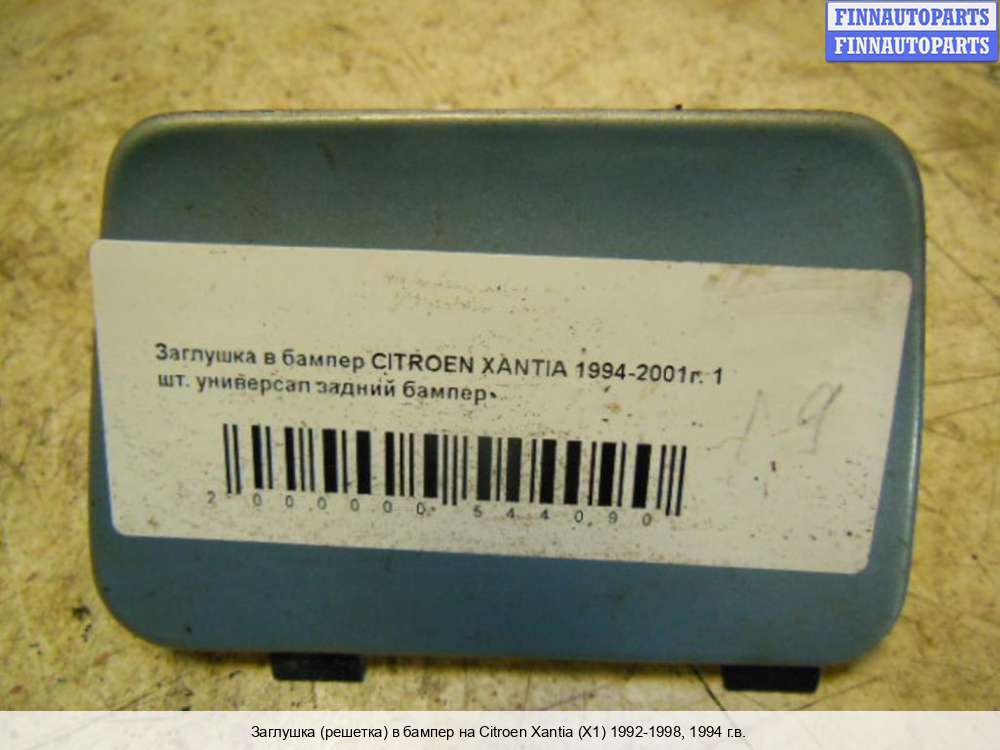 FINNAUTOPARTS
FINNAUTOPARTS
Заглушка в бампер CITROEN XANTIA 1994-2001г. 1
шт. универсал задний бампер
2 000000 544090
Заглушка (решетка) в бампер на Citroen Xantia (X1) 1992-1998, 1994 г.в.